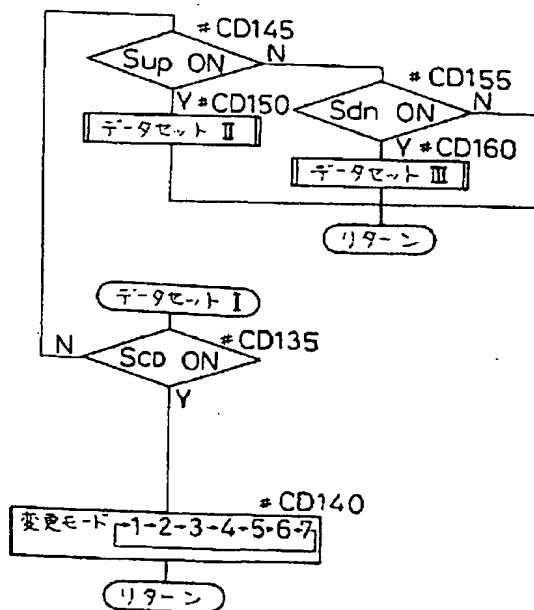 #CD145
Sup ON
N
#CD155
Y #CD150
Sdn ON
N
データセット II
Y #CD160
データセット III
リターン
データセット I
N
#CD135
SCD ON
Y
#CD140
変更モード →1→2→3→4→5→6→7
リターン